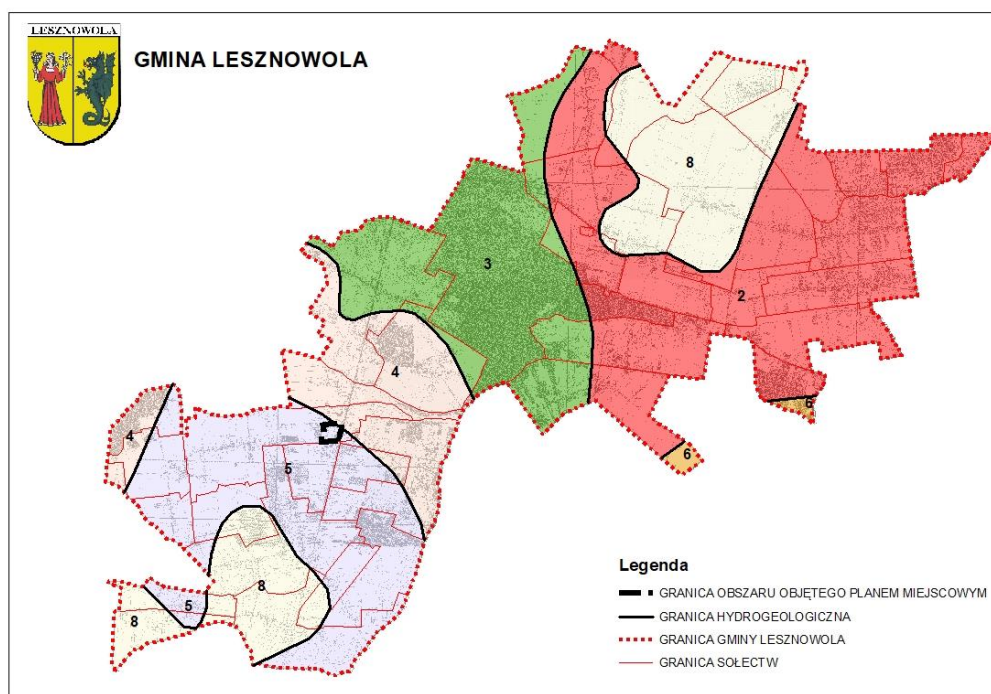 LESZNOWOLA
GMINA LESZNOWOLA
8
3
2
4
6
4
6
5
8
5
8
Legenda
GRANICA OBSZARU OBJĘTEGO PLANEM MIEJSCOWYM
GRANICA HYDROGEOLOGICZNA
GRANICA GMINY LESZNOWOLA
GRANICA SOŁECTW